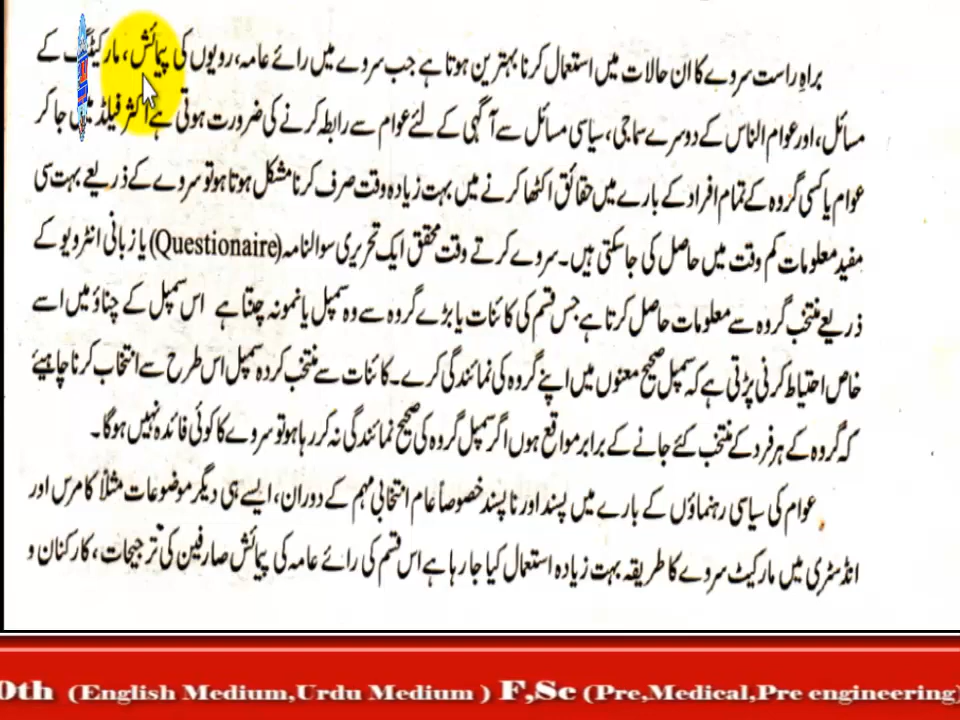 براہِ راست سروے کا ان حالات میں استعمال کرنا بہترین ہوتا ہے جب سروے میں رائے عامہ، رویوں کی پیمائش، مارکیٹنگ کے
مسائل، اور عوام الناس کے دوسرے سماجی، سیاسی مسائل سے آگہی کے لئے عوام سے رابطہ کرنے کی ضرورت ہوتی ہے اکثر فیلڈ میں جا کر
عوام یا کسی گروہ کے تمام افراد کے بارے میں حقائق اکٹھا کرنے میں بہت زیادہ وقت صرف کرنا مشکل ہوتا ہو تو سروے کے ذریعے بہت سی
مفید معلومات کم وقت میں حاصل کی جا سکتی ہیں۔ سروے کرتے وقت محقق ایک تحریری سوالنامہ (Questionaire) یا زبانی انٹرویو کے
ذریعے منتخب گروہ سے معلومات حاصل کرتا ہے جس قسم کی کائنات یا بڑے گروہ سے وہ سمپل یا نمونہ چنتا ہے اس سمپل کے چناؤ میں اسے
خاص احتیاط کرنی پڑتی ہے کہ سمپل صحیح معنوں میں اپنے گروہ کی نمائندگی کرے۔ کائنات سے منتخب کردہ سمپل اس طرح سے انتخاب کرنا چاہیئے
کہ گروہ کے ہر فرد کے منتخب کئے جانے کے برابر مواقع ہوں اگر سمپل گروہ کی صحیح نمائندگی نہ کر رہا ہو تو سروے کا کوئی فائدہ نہیں ہوگا۔
عوام کی سیاسی رہنماؤں کے بارے میں پسند اور ناپسند خصوصاً عام انتخابی مہم کے دوران، ایسے ہی دیگر موضوعات مثلاً کامرس اور
انڈسٹری میں مارکیٹ سروے کا طریقہ بہت زیادہ استعمال کیا جا رہا ہے اس قسم کی رائے عامہ کی پیمائش صارفین کی ترجیحات، کارکنان و
0th (English Medium,Urdu Medium ) F,Sc (Pre,Medical,Pre engineering)